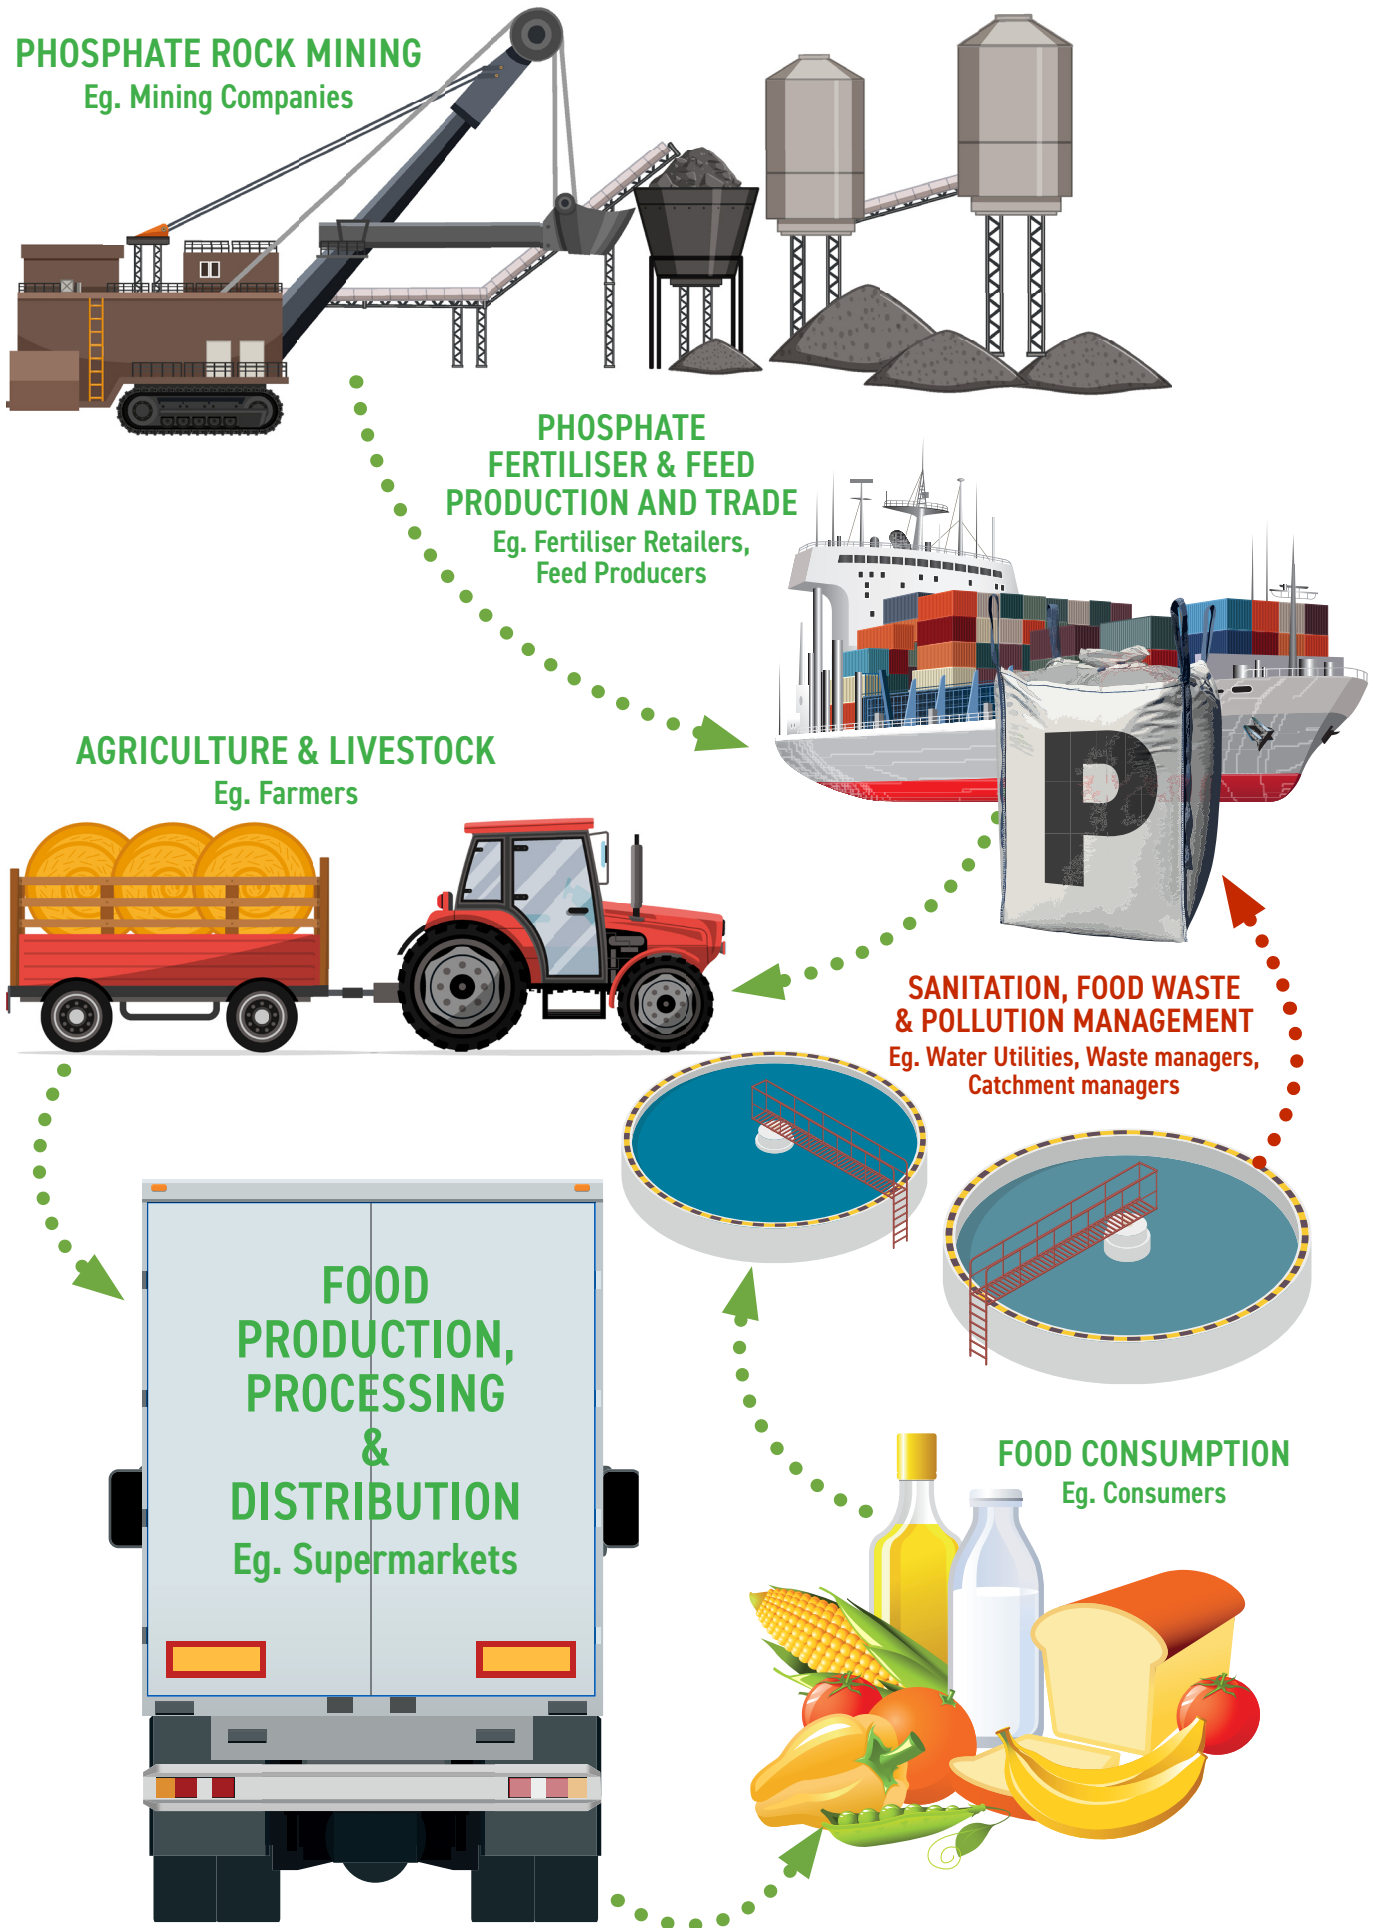 PHOSPHATE ROCK MINING
Eg. Mining Companies
PHOSPHATE
FERTILISER & FEED
PRODUCTION AND TRADE
Eg. Fertiliser Retailers,
Feed Producers
P
AGRICULTURE & LIVESTOCK
Eg. Farmers
SANITATION, FOOD WASTE
& POLLUTION MANAGEMENT
Eg. Water Utilities, Waste managers,
Catchment managers
FOOD
PRODUCTION,
PROCESSING
&
DISTRIBUTION
Eg. Supermarkets
FOOD CONSUMPTION
Eg. Consumers